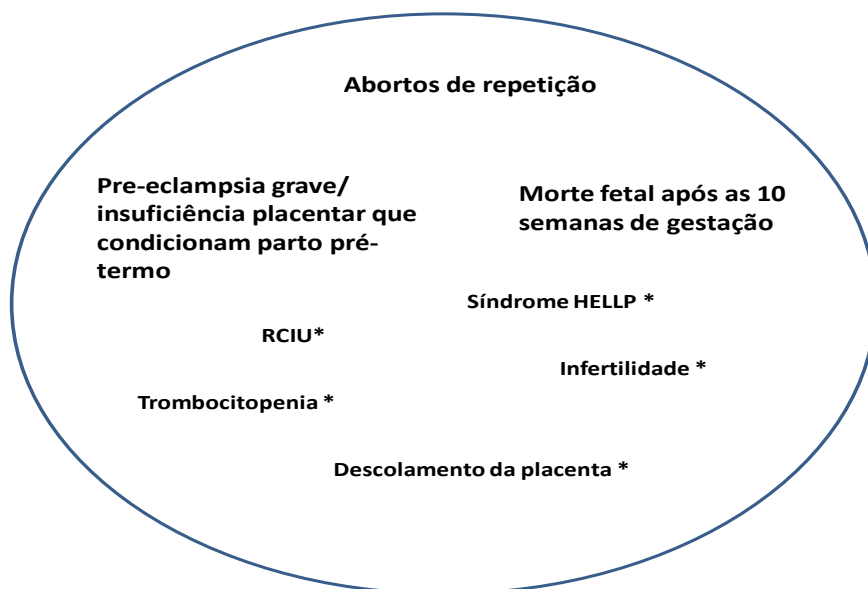 Abortos de repetição
Pre-eclampsia grave/
insuficiência placentar que
condicionam parto pré-
termo
Morte fetal após as 10
semanas de gestação
Síndrome HELLP *
RCIU*
Infertilidade *
Trombocitopenia *
Descolamento da placenta *